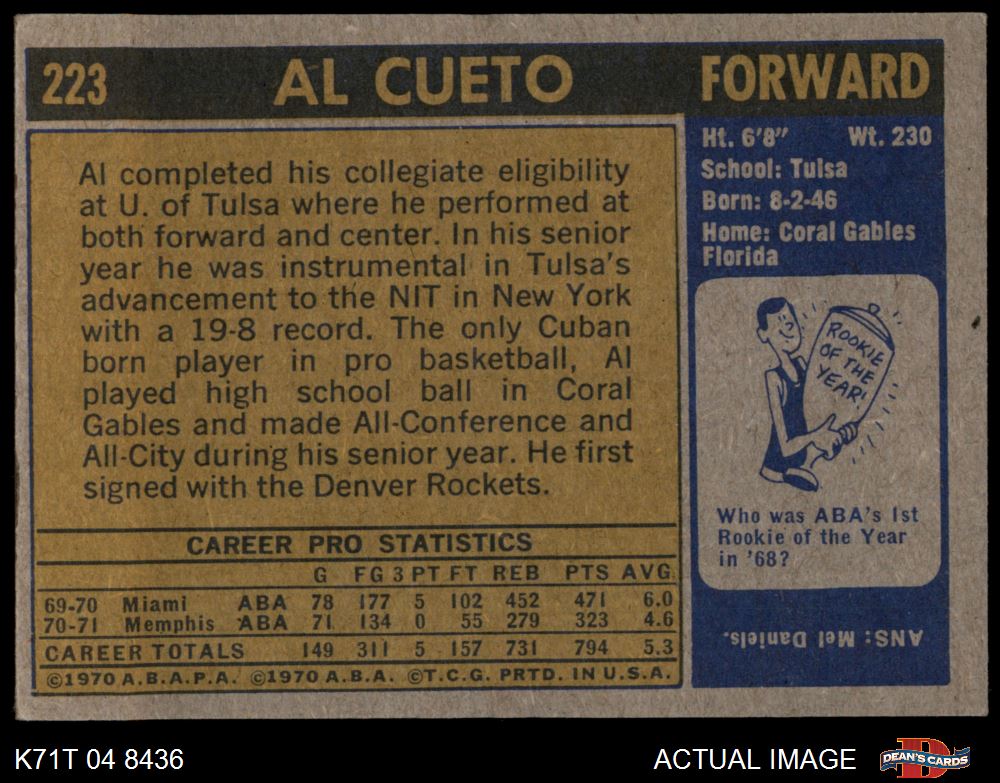 223 AL CUETO FORWARD
Al completed his collegiate eligibility
at U. of Tulsa where he performed at
both forward and center. In his senior
year he was instrumental in Tulsa's
advancement to the NIT in New York
with a 19-8 record. The only Cuban
born player in pro basketball, Al
played high school ball in Coral
Gables and made All-Conference and
All-City during his senior year. He first
signed with the Denver Rockets.
Ht. 6'8" Wt. 230
School: Tulsa
Born: 8-2-46
Home: Coral Gables
Florida
ROOKIE
OF THE
YEAR!
Who was ABA's 1st
Rookie of the Year
in '68?
ANS: Mel Daniels.
CAREER PRO STATISTICS
G FG 3 PT FT REB PTS AVG.
69-70 Miami ABA 78 177 5 102 452 471 6.0
70-71 Memphis ABA 71 134 0 55 279 323 4.6
CAREER TOTALS 149 311 5 157 731 794 5.3
©1970 A.B.A.P.A. ©1970 A.B.A. ©T.C.G. PRTD. IN U.S.A.
K71T 04 8436 ACTUAL IMAGE DEAN'S CARDS